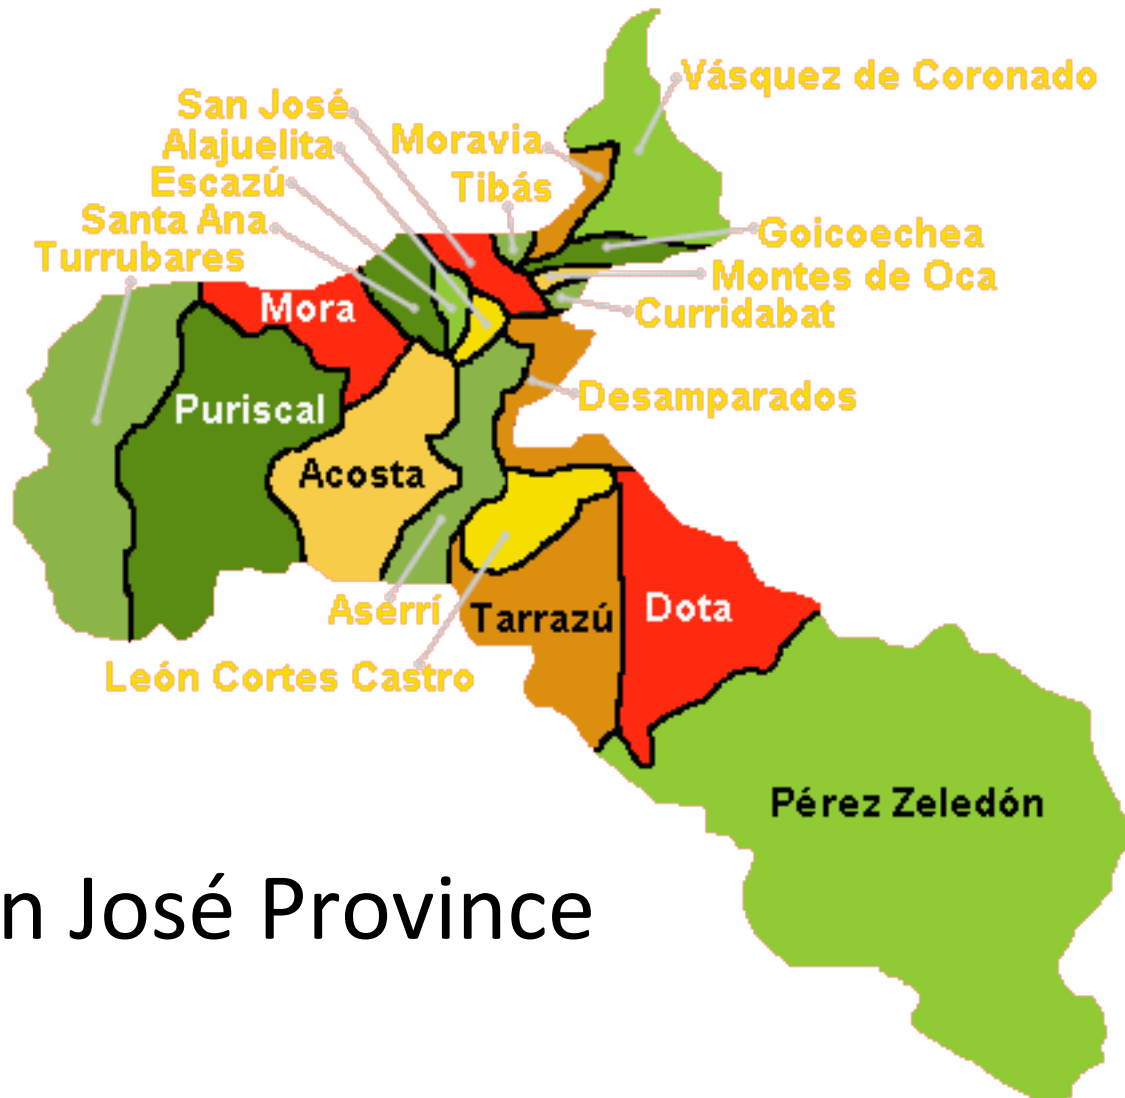 Vásquez de Coronado
San José
Alajuelita
Moravia
Escazú
Tibás
Santa Ana
Turrubares
Goicoechea
Montes de Oca
Mora
Curridabat
Puriscal
Desamparados
Acosta
Aserrí
Tarrazú
Dota
León Cortes Castro
Pérez Zeledón
n José Province